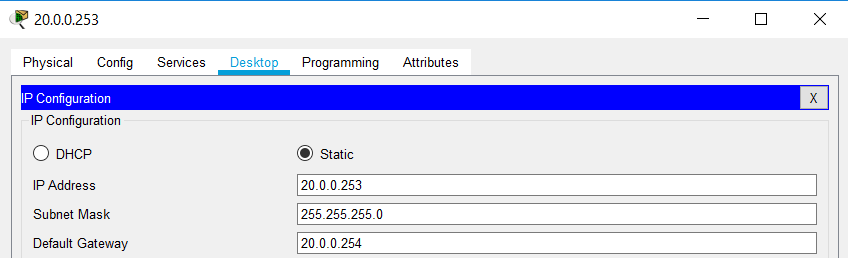 20.0.0.253
Physical Config Services Desktop Programming Attributes
IP Configuration X
IP Configuration
DHCP Static
IP Address 20.0.0.253
Subnet Mask 255.255.255.0
Default Gateway 20.0.0.254